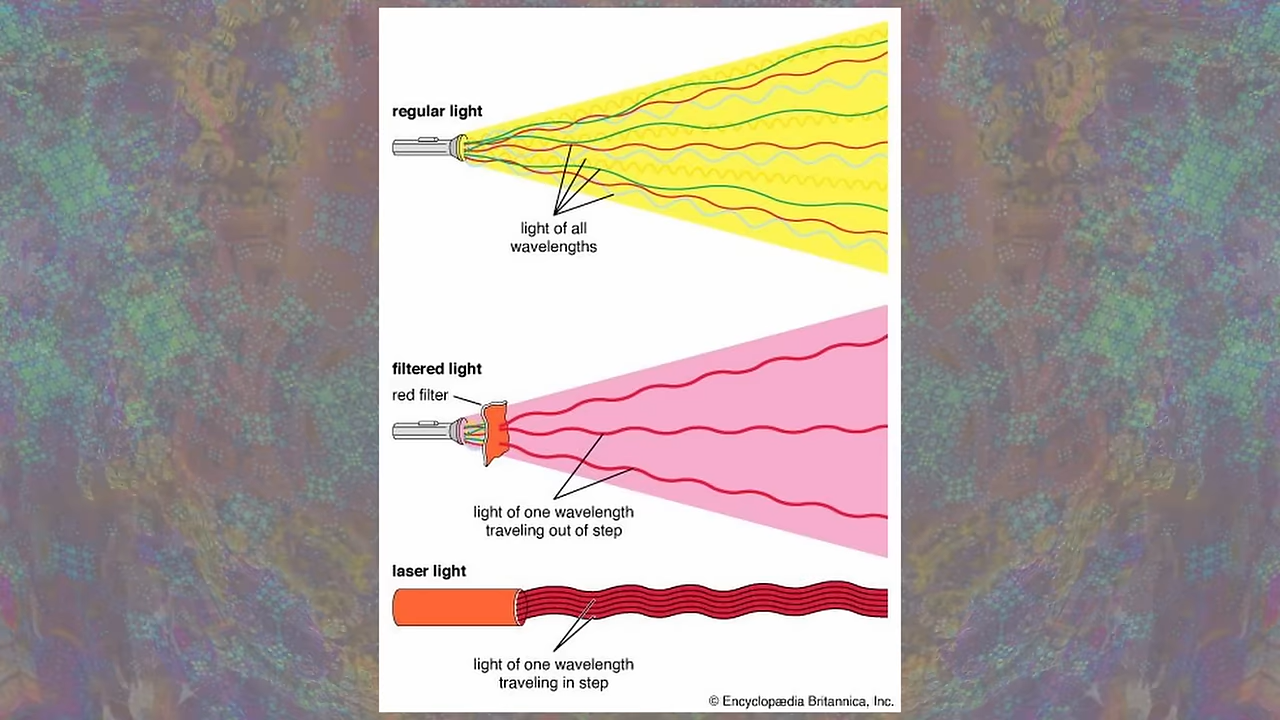 regular light
light of all
wavelengths
filtered light
red filter
light of one wavelength
traveling out of step
laser light
light of one wavelength
traveling in step
© Encyclopædia Britannica, Inc.